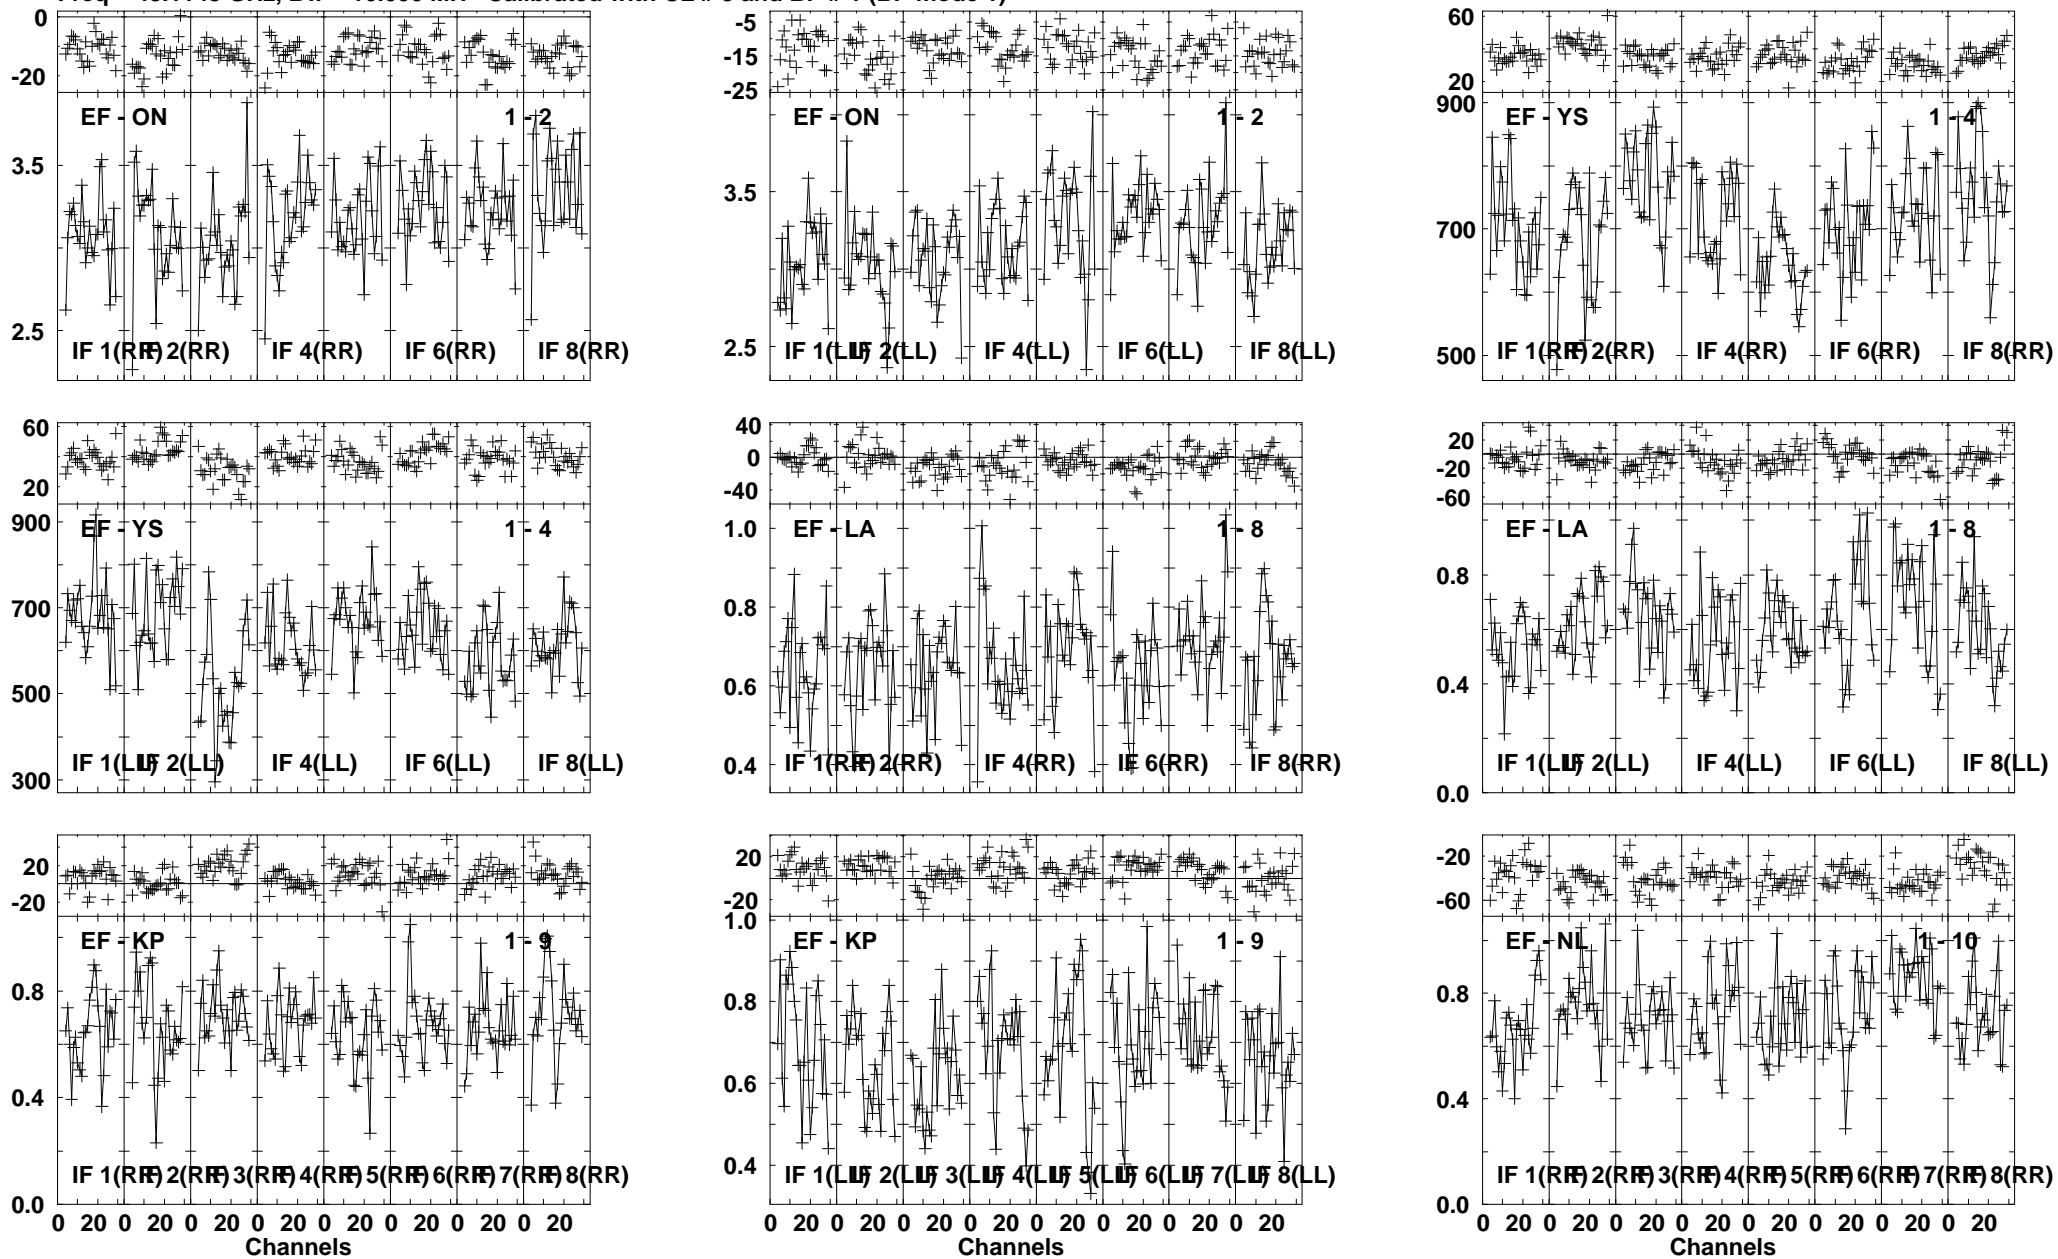 0
-20
EF - ON
1 - 2
3.5
2.5
IF 1(RR)
IF 2(RR)
IF 4(RR)
IF 6(RR)
IF 8(RR)
-5
-15
-25
EF - ON
1 - 2
3.5
2.5
IF 1(LL)
IF 2(LL)
IF 4(LL)
IF 6(LL)
IF 8(LL)
60
20
900
EF - YS
1 - 4
700
500
IF 1(RR)
IF 2(RR)
IF 4(RR)
IF 6(RR)
IF 8(RR)
60
20
900
EF - YS
1 - 4
700
500
300
IF 1(LL)
IF 2(LL)
IF 4(LL)
IF 6(LL)
IF 8(LL)
40
0
-40
1.0
EF - LA
1 - 8
0.8
0.6
0.4
IF 1(RR)
IF 2(RR)
IF 4(RR)
IF 6(RR)
IF 8(RR)
20
-20
-60
EF - LA
1 - 8
0.8
0.4
0.0
IF 1(LL)
IF 2(LL)
IF 4(LL)
IF 6(LL)
IF 8(LL)
20
-20
EF - KP
1 - 9
0.8
0.4
0.0
IF 1(RR)
IF 2(RR)
IF 3(RR)
IF 4(RR)
IF 5(RR)
IF 6(RR)
IF 7(RR)
IF 8(RR)
0 20 0 20 0 20 0 20 0 20 0 20 0 20 0 20
Channels
20
-20
1.0
EF - KP
1 - 9
0.8
0.6
0.4
IF 1(LL)
IF 2(LL)
IF 3(LL)
IF 4(LL)
IF 5(LL)
IF 6(LL)
IF 7(LL)
IF 8(LL)
0 20 0 20 0 20 0 20 0 20 0 20 0 20 0 20
Channels
-20
-60
EF - NL
1 - 10
0.8
0.4
0.0
IF 1(RR)
IF 2(RR)
IF 3(RR)
IF 4(RR)
IF 5(RR)
IF 6(RR)
IF 7(RR)
IF 8(RR)
0 20 0 20 0 20 0 20 0 20 0 20 0 20 0 20
Channels